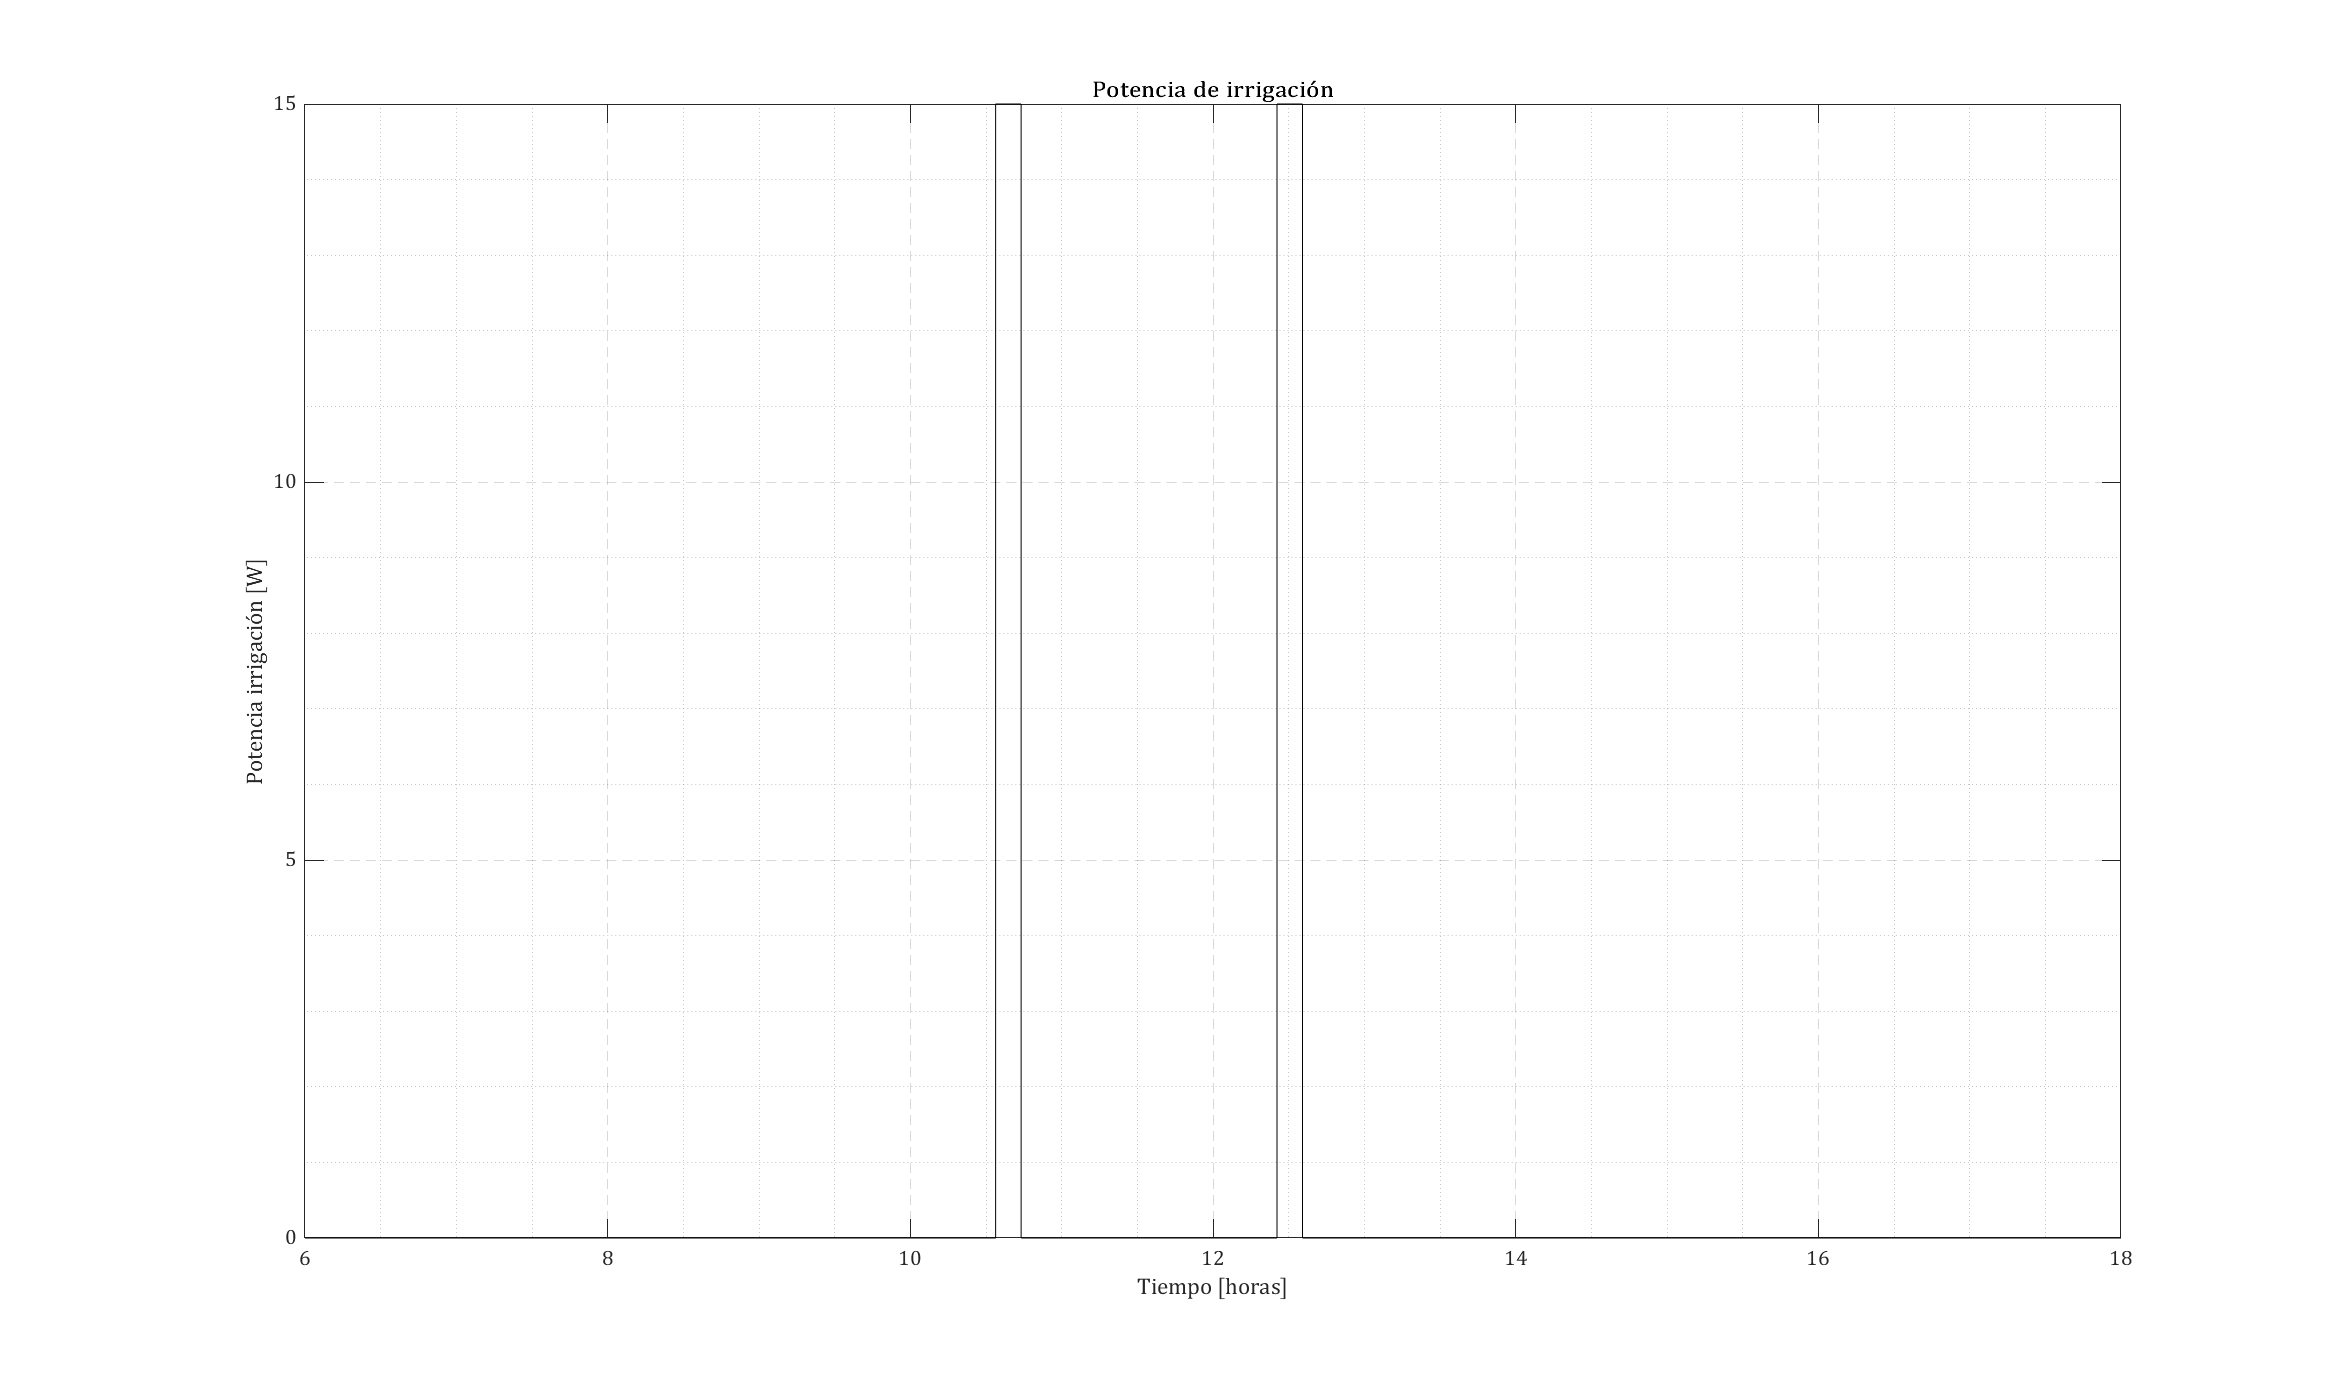 Potencia de irrigación
15
10
5
0
Potencia irrigación [W]
6 8 10 12 14 16 18
Tiempo [horas]